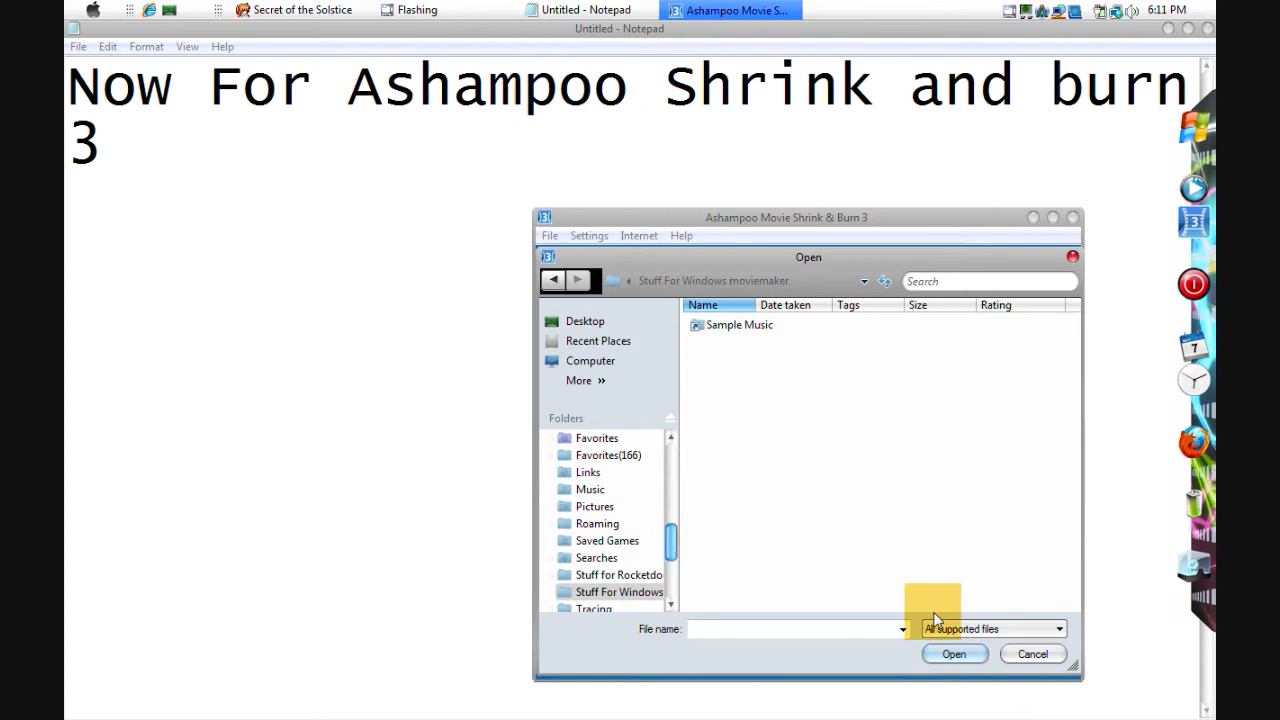 Secret of the Solstice
Flashing
Untitled - Notepad
Ashampoo Movie S...
6:11 PM
Untitled - Notepad
File Edit Format View Help
Now For Ashampoo Shrink and burn
3
Ashampoo Movie Shrink & Burn 3
File Settings Internet Help
Open
Stuff For Windows moviemaker
Search
Name Date taken Tags Size Rating
Sample Music
Desktop
Recent Places
Computer
More »
Folders
Favorites
Favorites(166)
Links
Music
Pictures
Roaming
Saved Games
Searches
Stuff for Rocketdo
Stuff For Windows
Tracing
File name:
All supported files
Open
Cancel
3
7